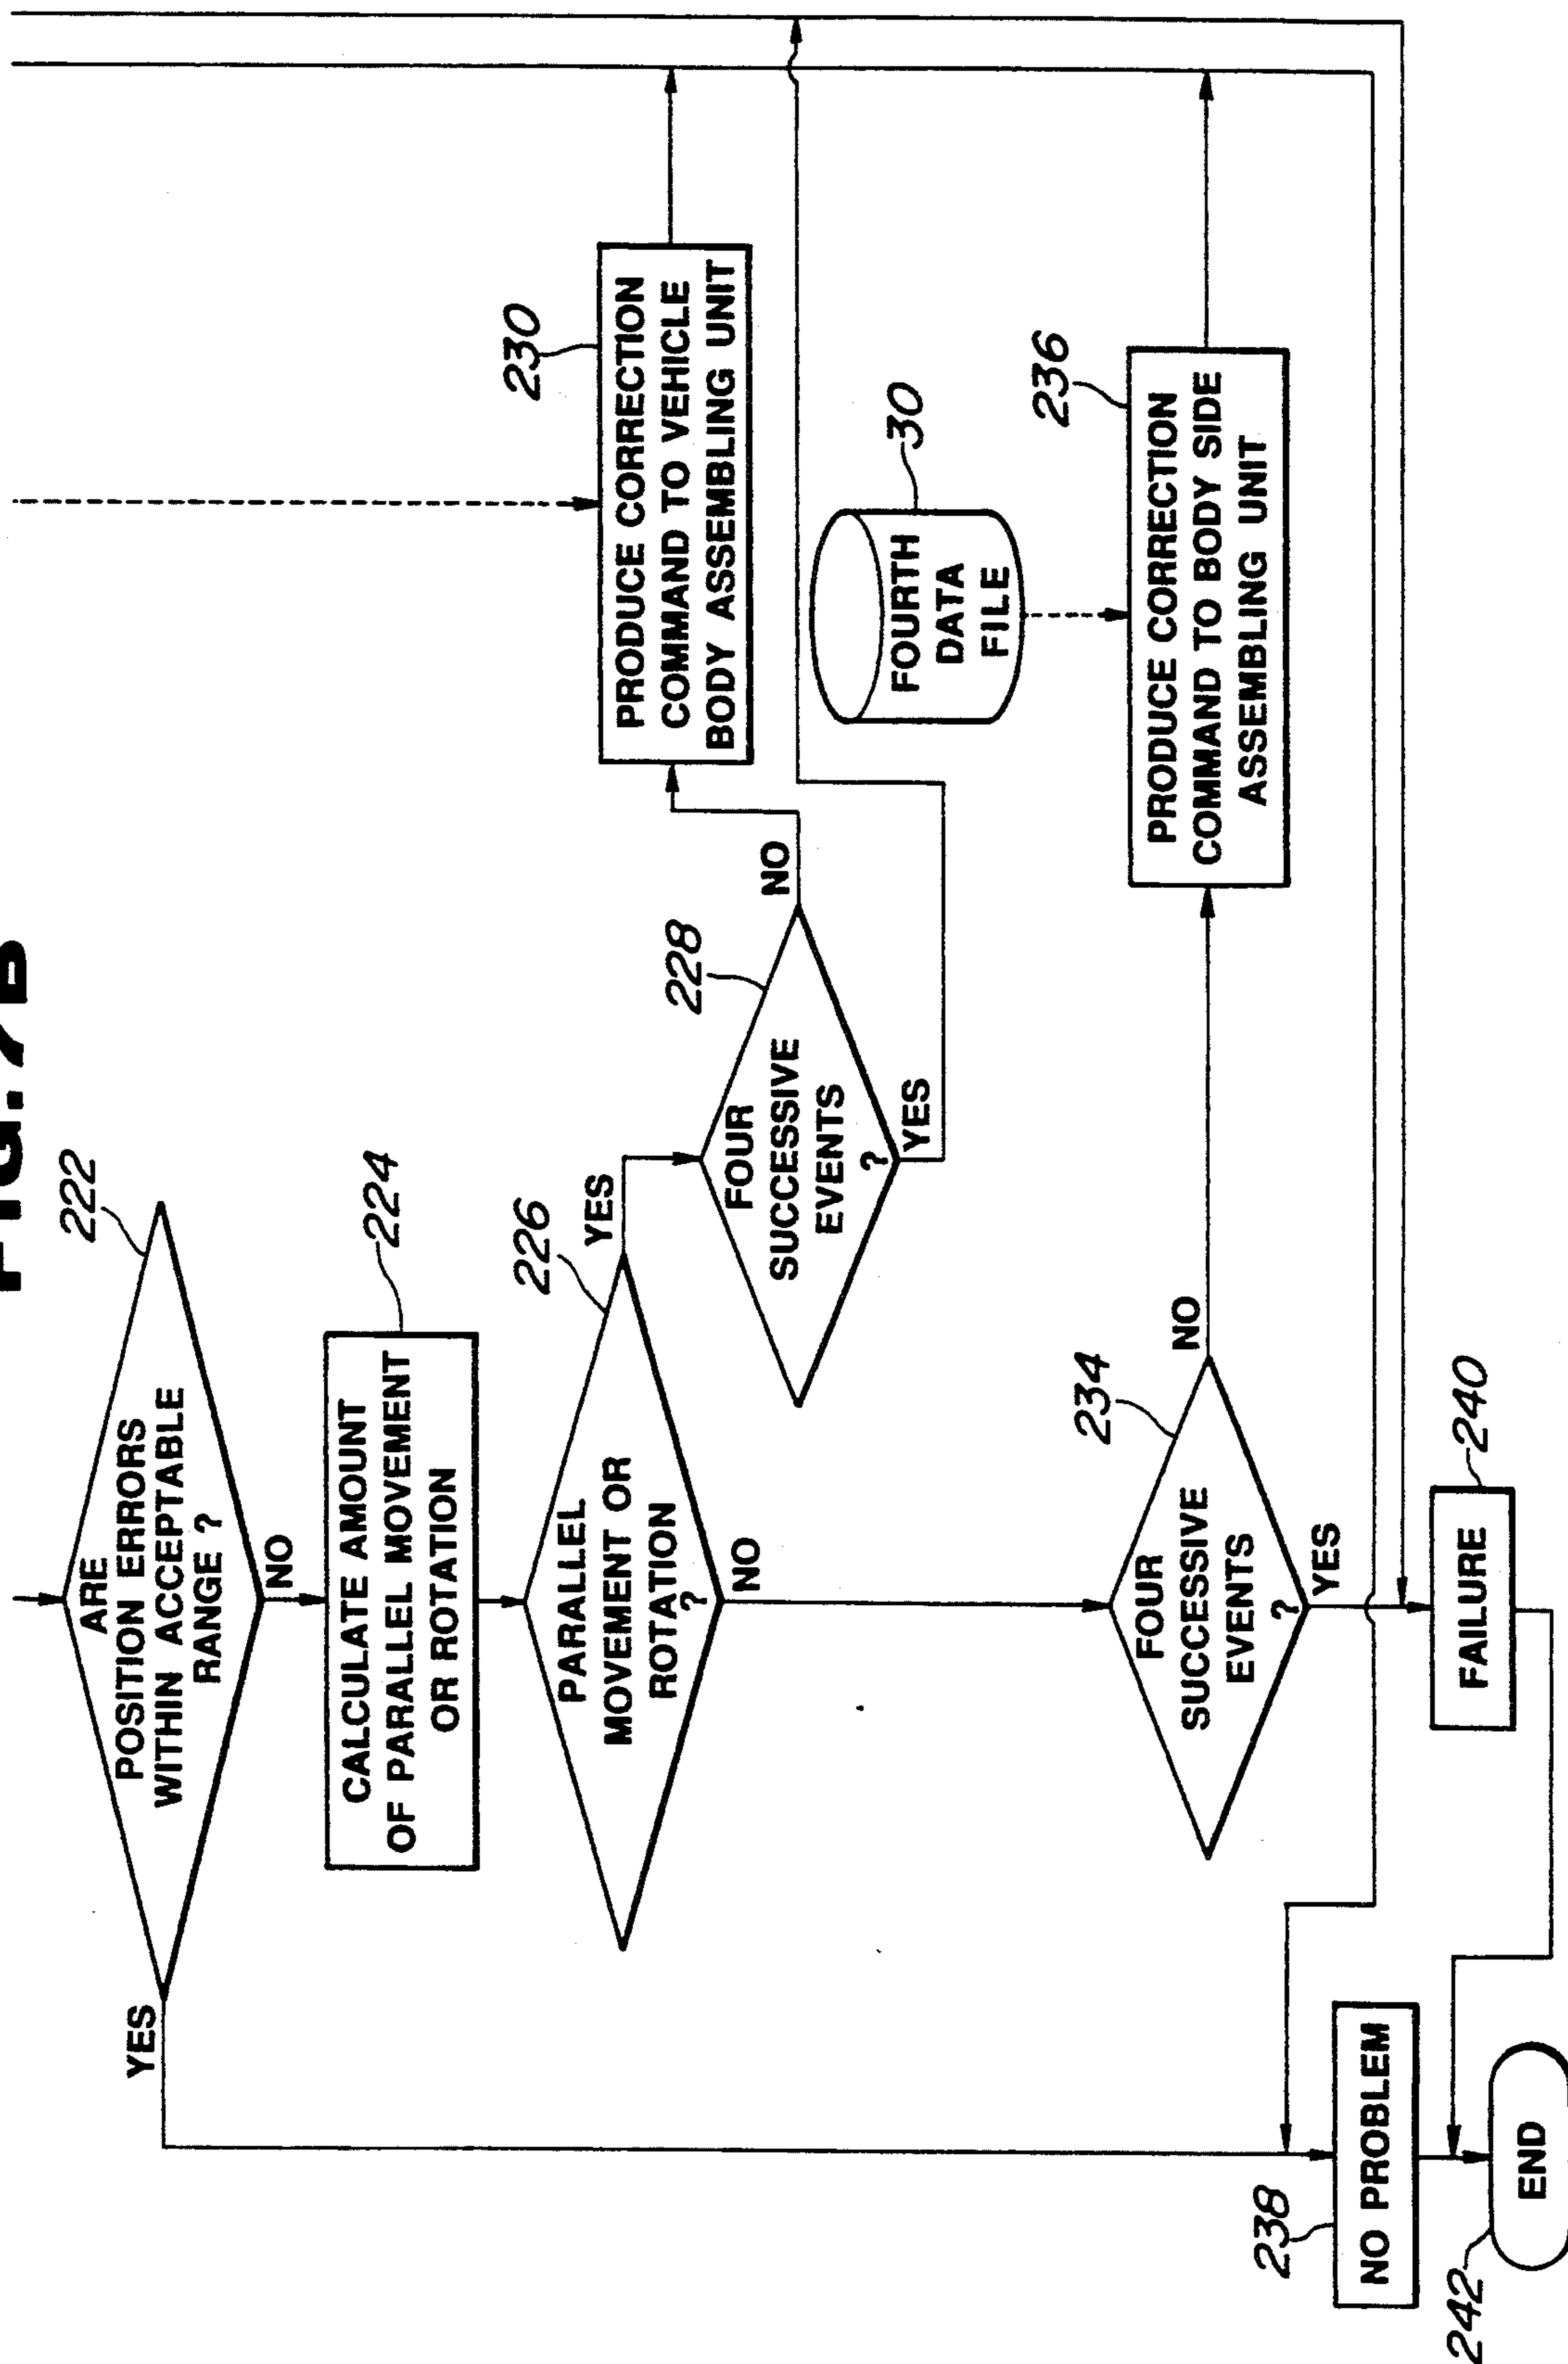 FIG. 7B
222
ARE
POSITION ERRORS
WITHIN ACCEPTABLE
RANGE ?
YES
NO
224
CALCULATE AMOUNT
OF PARALLEL MOVEMENT
OR ROTATION
226
PARALLEL
MOVEMENT OR
ROTATION
?
YES
NO
228
FOUR
SUCCESSIVE
EVENTS
?
NO
YES
230
PRODUCE CORRECTION
COMMAND TO VEHICLE
BODY ASSEMBLING UNIT
30
FOURTH
DATA
FILE
234
FOUR
SUCCESSIVE
EVENTS
?
NO
YES
236
PRODUCE CORRECTION
COMMAND TO BODY SIDE
ASSEMBLING UNIT
238
NO PROBLEM
240
FAILURE
242
END